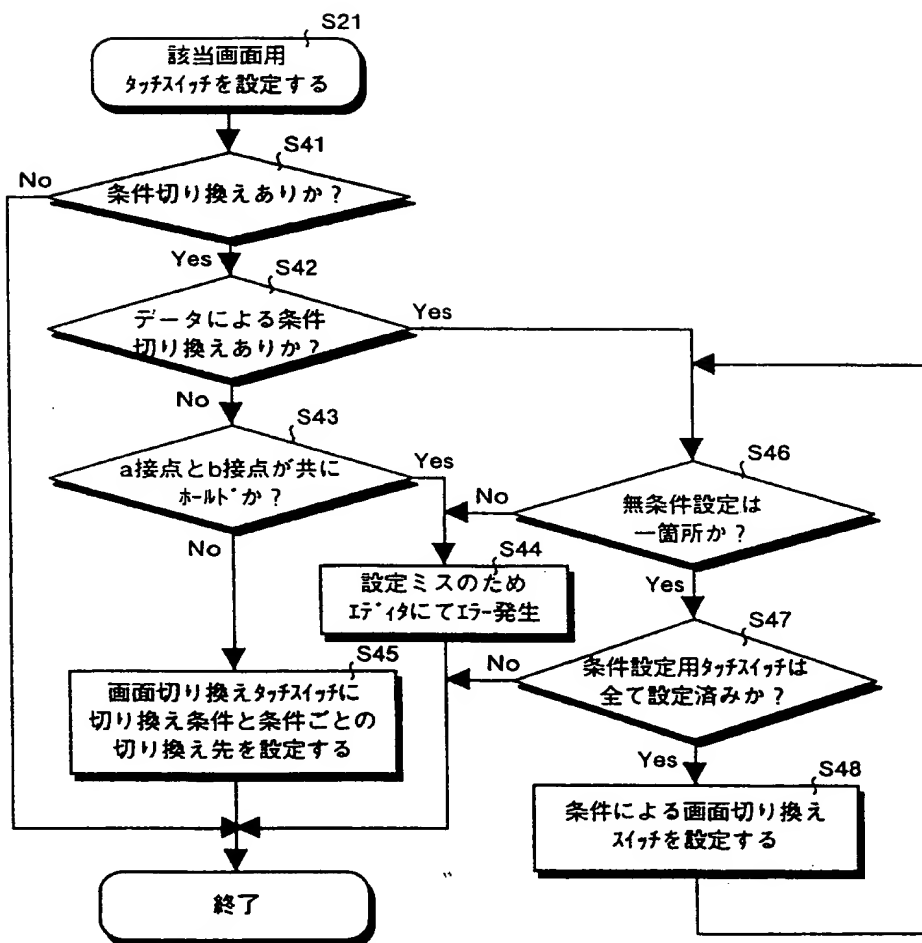 S21
該当画面用
ﾀｯﾁｽｲｯﾁを設定する
S41
No
条件切り換えありか？
Yes
S42
データによる条件
切り換えありか？
Yes
No
S43
a接点とb接点が共に
ﾎｰﾙﾄﾞか？
Yes
No
S46
無条件設定は
一箇所か？
No
Yes
S44
設定ミスのため
ｴﾃﾞｨﾀにてｴﾗｰ発生
S47
条件設定用ﾀｯﾁｽｲｯﾁは
全て設定済みか？
No
Yes
S45
画面切り換えﾀｯﾁｽｲｯﾁに
切り換え条件と条件ごとの
切り換え先を設定する
S48
条件による画面切り換え
ｽｲｯﾁを設定する
終了